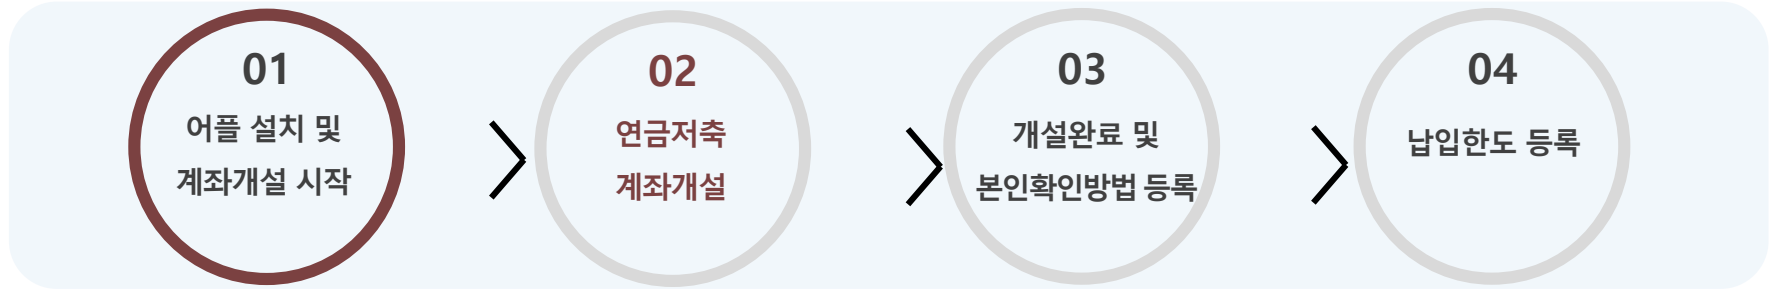 01
어플 설치 및
계좌개설 시작
02
연금저축
계좌개설
03
개설완료 및
본인확인방법 등록
04
납입한도 등록